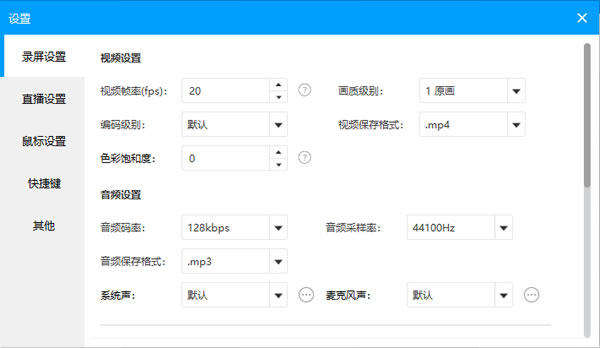 设置
录屏设置
直播设置
鼠标设置
快捷键
其他
视频设置
视频帧率(fps): 20 ? 画质级别: 1 原画
编码级别: 默认 视频保存格式: .mp4
色彩饱和度: 0 ?
音频设置
音频码率: 128kbps 音频采样率: 44100Hz
音频保存格式: .mp3
系统声: 默认 麦克风声: 默认